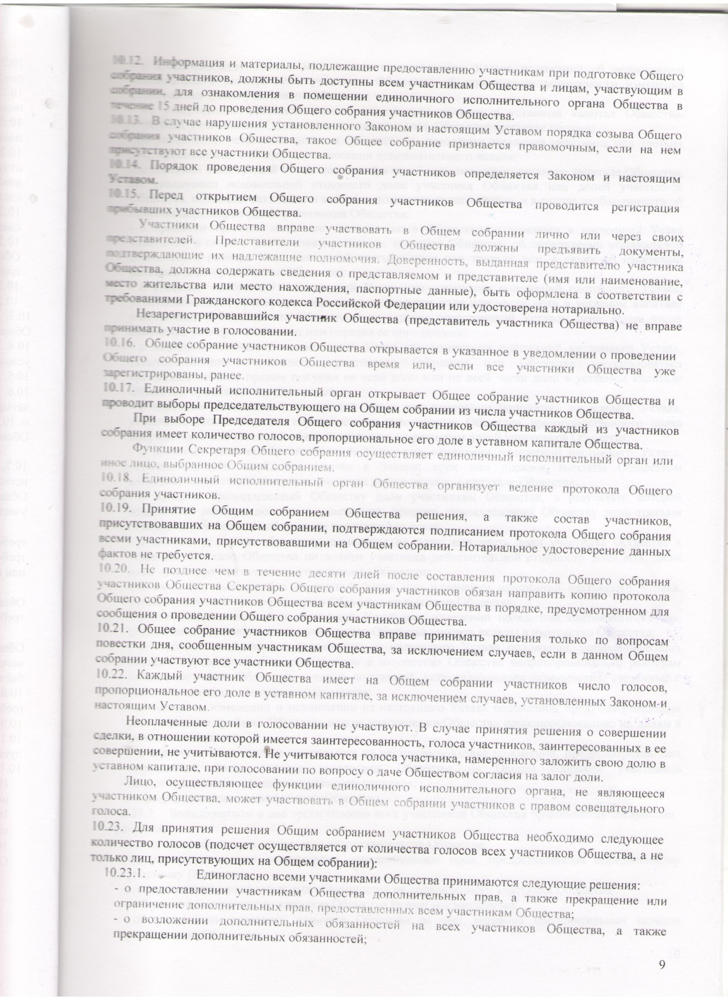 10.12. Информация и материалы, подлежащие предоставлению участникам при подготовке Общего
собрания участников, должны быть доступны всем участникам Общества и лицам, участвующим в
собрании, для ознакомления в помещении единоличного исполнительного органа Общества в
течение 15 дней до проведения Общего собрания участников Общества.
10.13. В случае нарушения установленного Законом и настоящим Уставом порядка созыва Общего
собрания участников Общества, такое Общее собрание признается правомочным, если на нем
присутствуют все участники Общества.
10.14. Порядок проведения Общего собрания участников определяется Законом и настоящим
Уставом.
10.15. Перед открытием Общего собрания участников Общества проводится регистрация
прибывших участников Общества.
Участники Общества вправе участвовать в Общем собрании лично или через своих
представителей. Представители участников Общества должны предъявить документы,
подтверждающие их надлежащие полномочия. Доверенность, выданная представителю участника
Общества, должна содержать сведения о представляемом и представителе (имя или наименование,
место жительства или место нахождения, паспортные данные), быть оформлена в соответствии с
требованиями Гражданского кодекса Российской Федерации или удостоверена нотариально.
Незарегистрировавшийся участник Общества (представитель участника Общества) не вправе
принимать участие в голосовании.
10.16. Общее собрание участников Общества открывается в указанное в уведомлении о проведении
Общего собрания участников Общества время или, если все участники Общества уже
зарегистрированы, ранее.
10.17. Единоличный исполнительный орган открывает Общее собрание участников Общества и
проводит выборы председательствующего на Общем собрании из числа участников Общества.
При выборе Председателя Общего собрания участников Общества каждый из участников
собрания имеет количество голосов, пропорциональное его доле в уставном капитале Общества.
Функции Секретаря Общего собрания осуществляет единоличный исполнительный орган или
иное лицо, выбранное Общим собранием.
10.18. Единоличный исполнительный орган Общества организует ведение протокола Общего
собрания участников.
10.19. Принятие Общим собранием Общества решения, а также состав участников,
присутствовавших на Общем собрании, подтверждаются подписанием протокола Общего собрания
всеми участниками, присутствовавшими на Общем собрании. Нотариальное удостоверение данных
фактов не требуется.
10.20. Не позднее чем в течение десяти дней после составления протокола Общего собрания
участников Общества Секретарь Общего собрания участников обязан направить копию протокола
Общего собрания участников Общества всем участникам Общества в порядке, предусмотренном для
сообщения о проведении Общего собрания участников Общества.
10.21. Общее собрание участников Общества вправе принимать решения только по вопросам
повестки дня, сообщенным участникам Общества, за исключением случаев, если в данном Общем
собрании участвуют все участники Общества.
10.22. Каждый участник Общества имеет на Общем собрании участников число голосов,
пропорциональное его доле в уставном капитале, за исключением случаев, установленных Законом и
настоящим Уставом.
Неоплаченные доли в голосовании не участвуют. В случае принятия решения о совершении
сделки, в отношении которой имеется заинтересованность, голоса участников, заинтересованных в ее
совершении, не учитываются. Не учитываются голоса участника, намеренного заложить свою долю в
уставном капитале, при голосовании по вопросу о даче Обществом согласия на залог доли.
Лицо, осуществляющее функции единоличного исполнительного органа, не являющееся
участником Общества, может участвовать в Общем собрании участников с правом совещательного
голоса.
10.23. Для принятия решения Общим собранием участников Общества необходимо следующее
количество голосов (подсчет осуществляется от количества голосов всех участников Общества, а не
только лиц, присутствующих на Общем собрании):
10.23.1. Единогласно всеми участниками Общества принимаются следующие решения:
- о предоставлении участникам Общества дополнительных прав, а также прекращение или
ограничение дополнительных прав, предоставленных всем участникам Общества;
- о возложении дополнительных обязанностей на всех участников Общества, а также
прекращении дополнительных обязанностей;
9